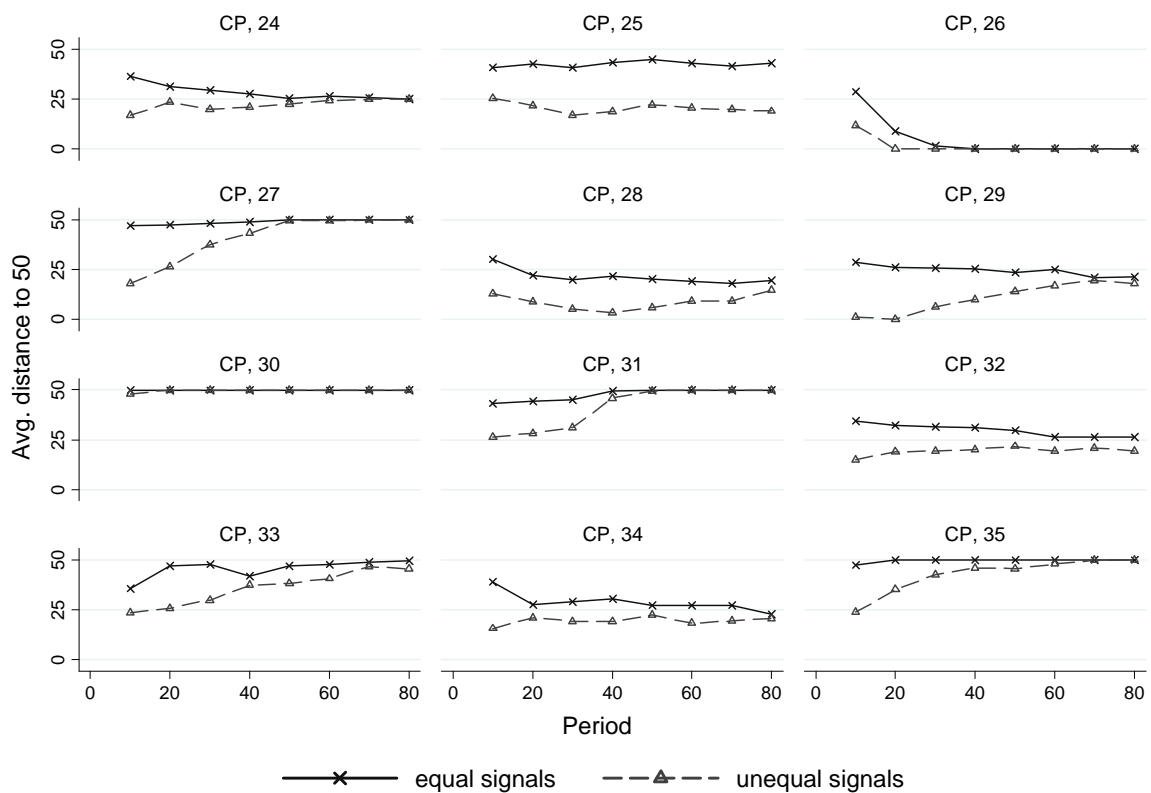 CP, 24 CP, 25 CP, 26
50
25
0
CP, 27 CP, 28 CP, 29
50
25
0
CP, 30 CP, 31 CP, 32
50
25
0
CP, 33 CP, 34 CP, 35
50
25
0
0 20 40 60 80 0 20 40 60 80 0 20 40 60 80
Avg. distance to 50
Period
equal signals unequal signals